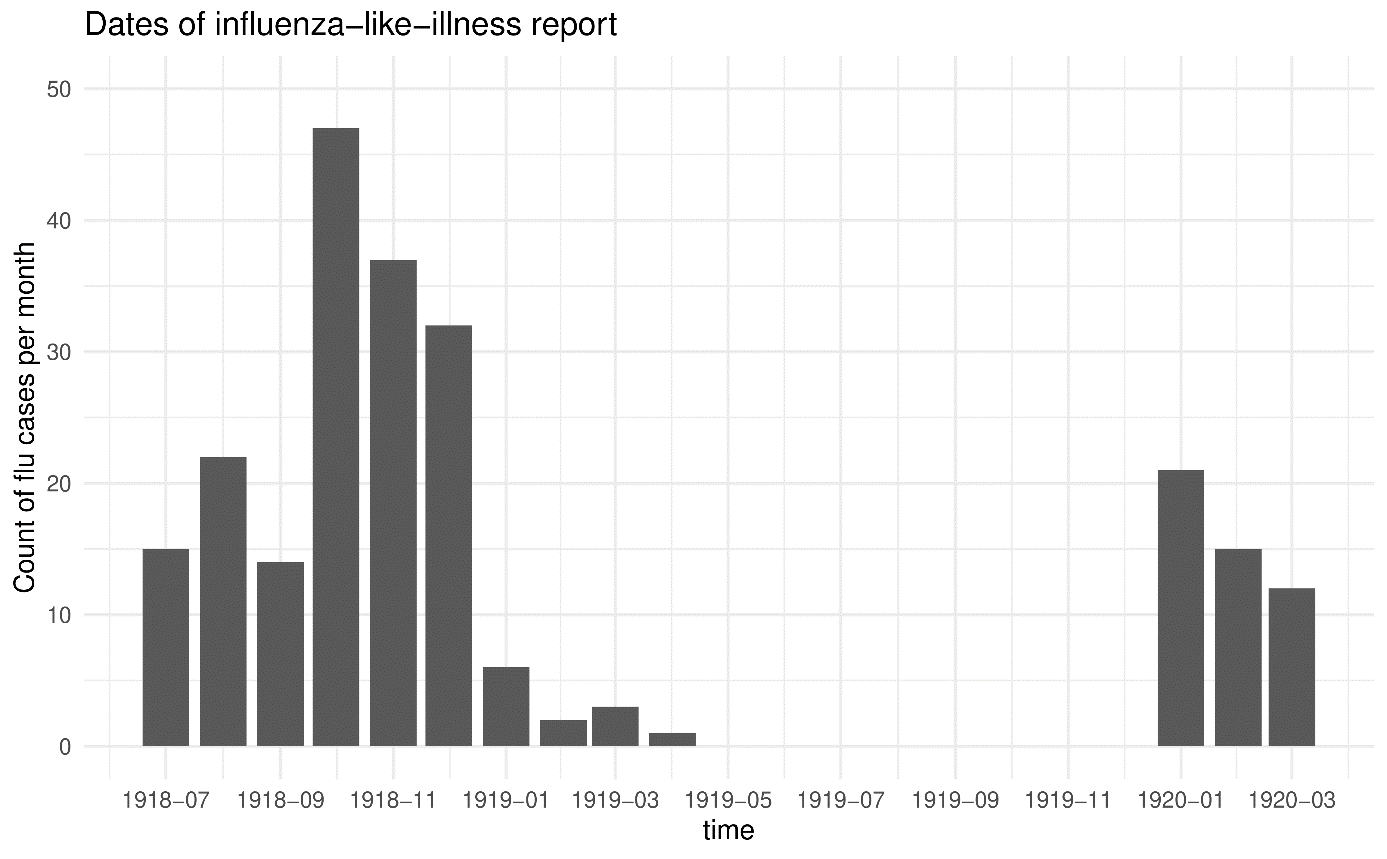 Dates of influenza−like−illness report
Count of flu cases per month
50
40
30
20
10
0
1918−07 1918−09 1918−11 1919−01 1919−03 1919−05 1919−07 1919−09 1919−11 1920−01 1920−03
time